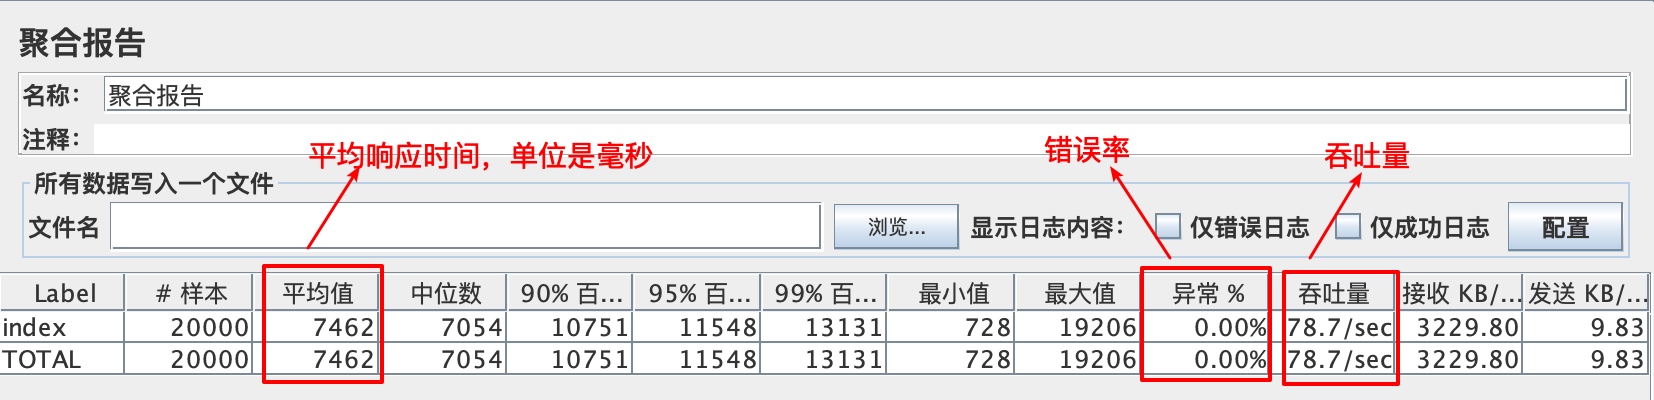 聚合报告
名称： 聚合报告
注释：
平均响应时间，单位是毫秒 错误率 吞吐量
所有数据写入一个文件
文件名 浏览... 显示日志内容： 仅错误日志 仅成功日志 配置
Label # 样本 平均值 中位数 90% 百... 95% 百... 99% 百... 最小值 最大值 异常 % 吞吐量 接收 KB/... 发送 KB/...
index 20000 7462 7054 10751 11548 13131 728 19206 0.00% 78.7/sec 3229.80 9.83
TOTAL 20000 7462 7054 10751 11548 13131 728 19206 0.00% 78.7/sec 3229.80 9.83